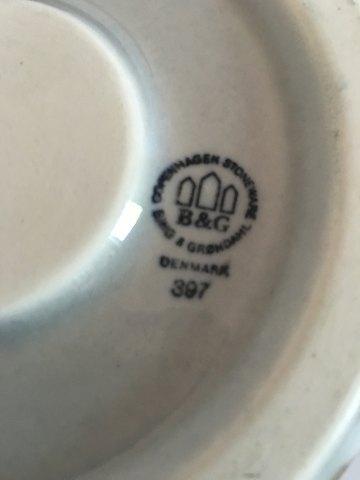 COPENHAGEN STONEWARE
B&G
BING & GRØNDAHL
DENMARK
397